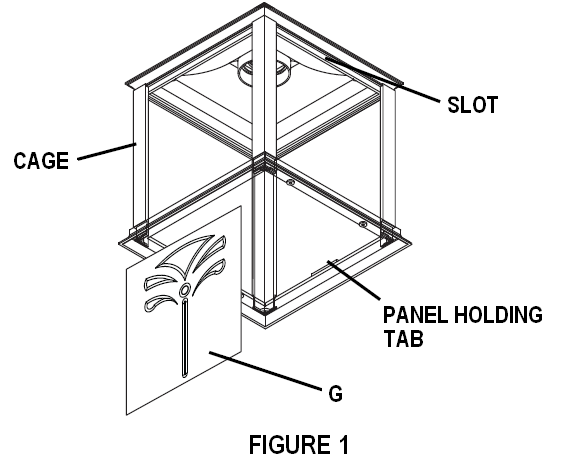 SLOT
CAGE
PANEL HOLDING
TAB
G
FIGURE 1